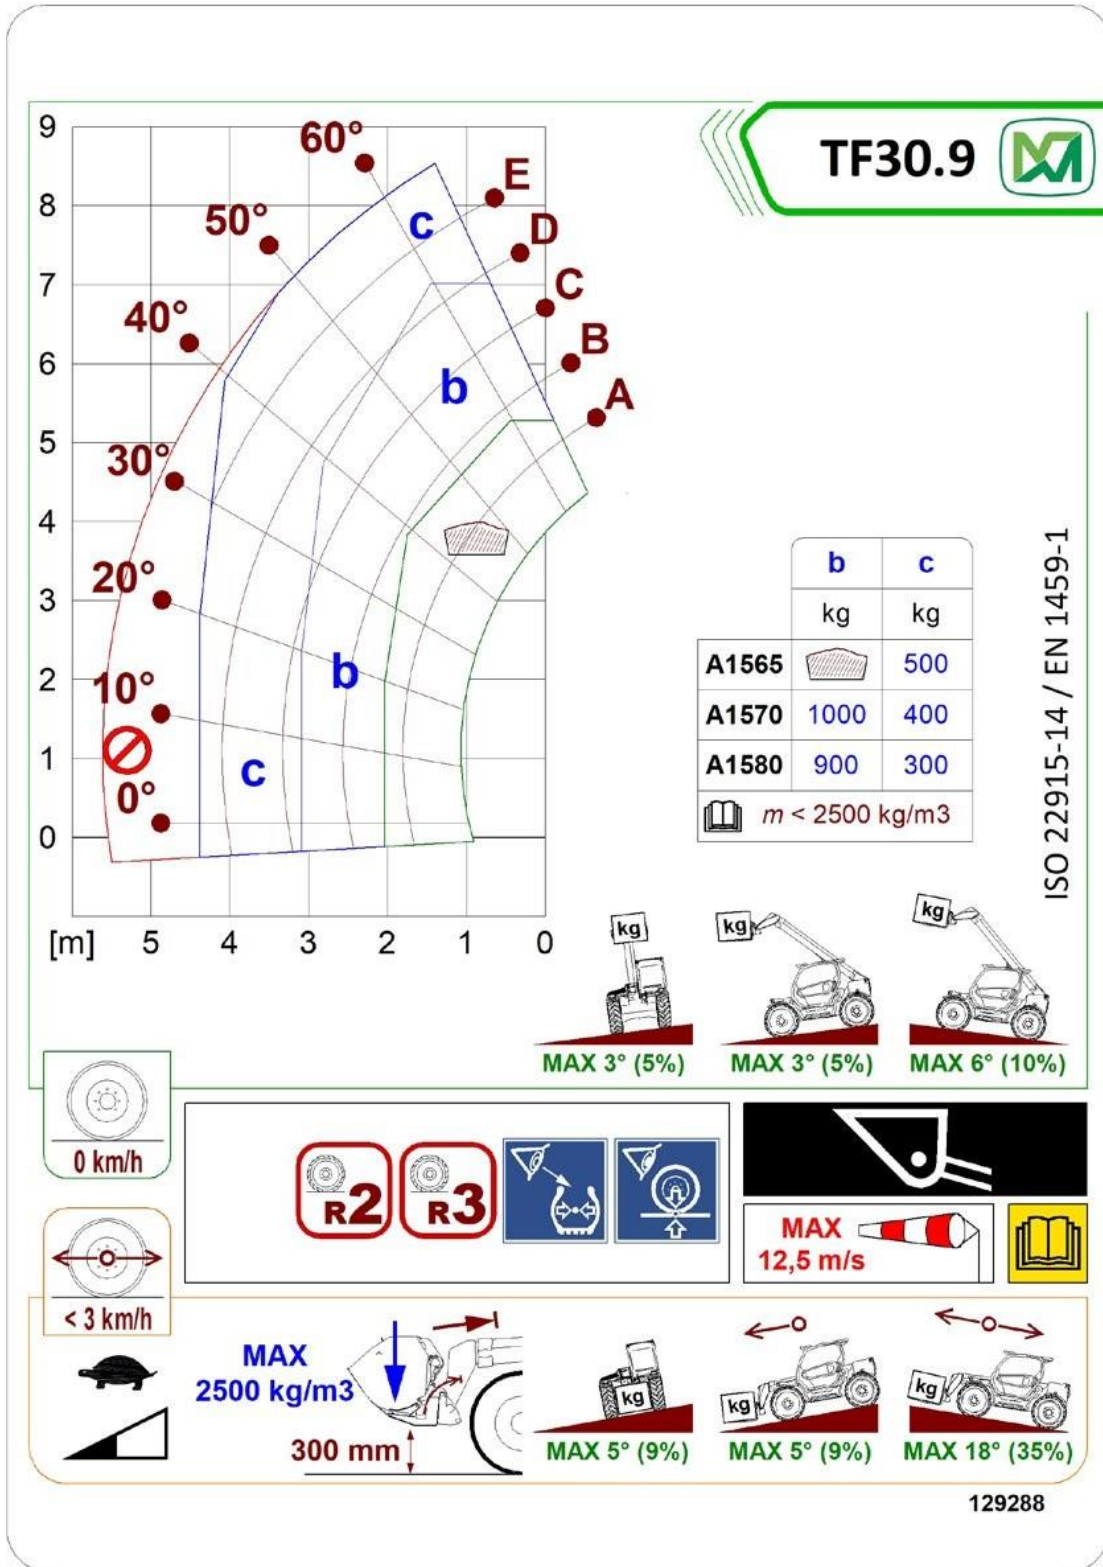 TF30.9
9
8
7
6
5
4
3
2
1
0
60°
50°
40°
30°
20°
10°
0°
E
D
C
B
A
c
b
b
c
[m] 5 4 3 2 1 0
b c
kg kg
A1565 500
A1570 1000 400
A1580 900 300
m < 2500 kg/m3
ISO 22915-14 / EN 1459-1
kg kg kg
MAX 3° (5%) MAX 3° (5%) MAX 6° (10%)
0 km/h
R2 R3
MAX
12,5 m/s
< 3 km/h
MAX
2500 kg/m3
300 mm
kg kg kg
MAX 5° (9%) MAX 5° (9%) MAX 18° (35%)
129288